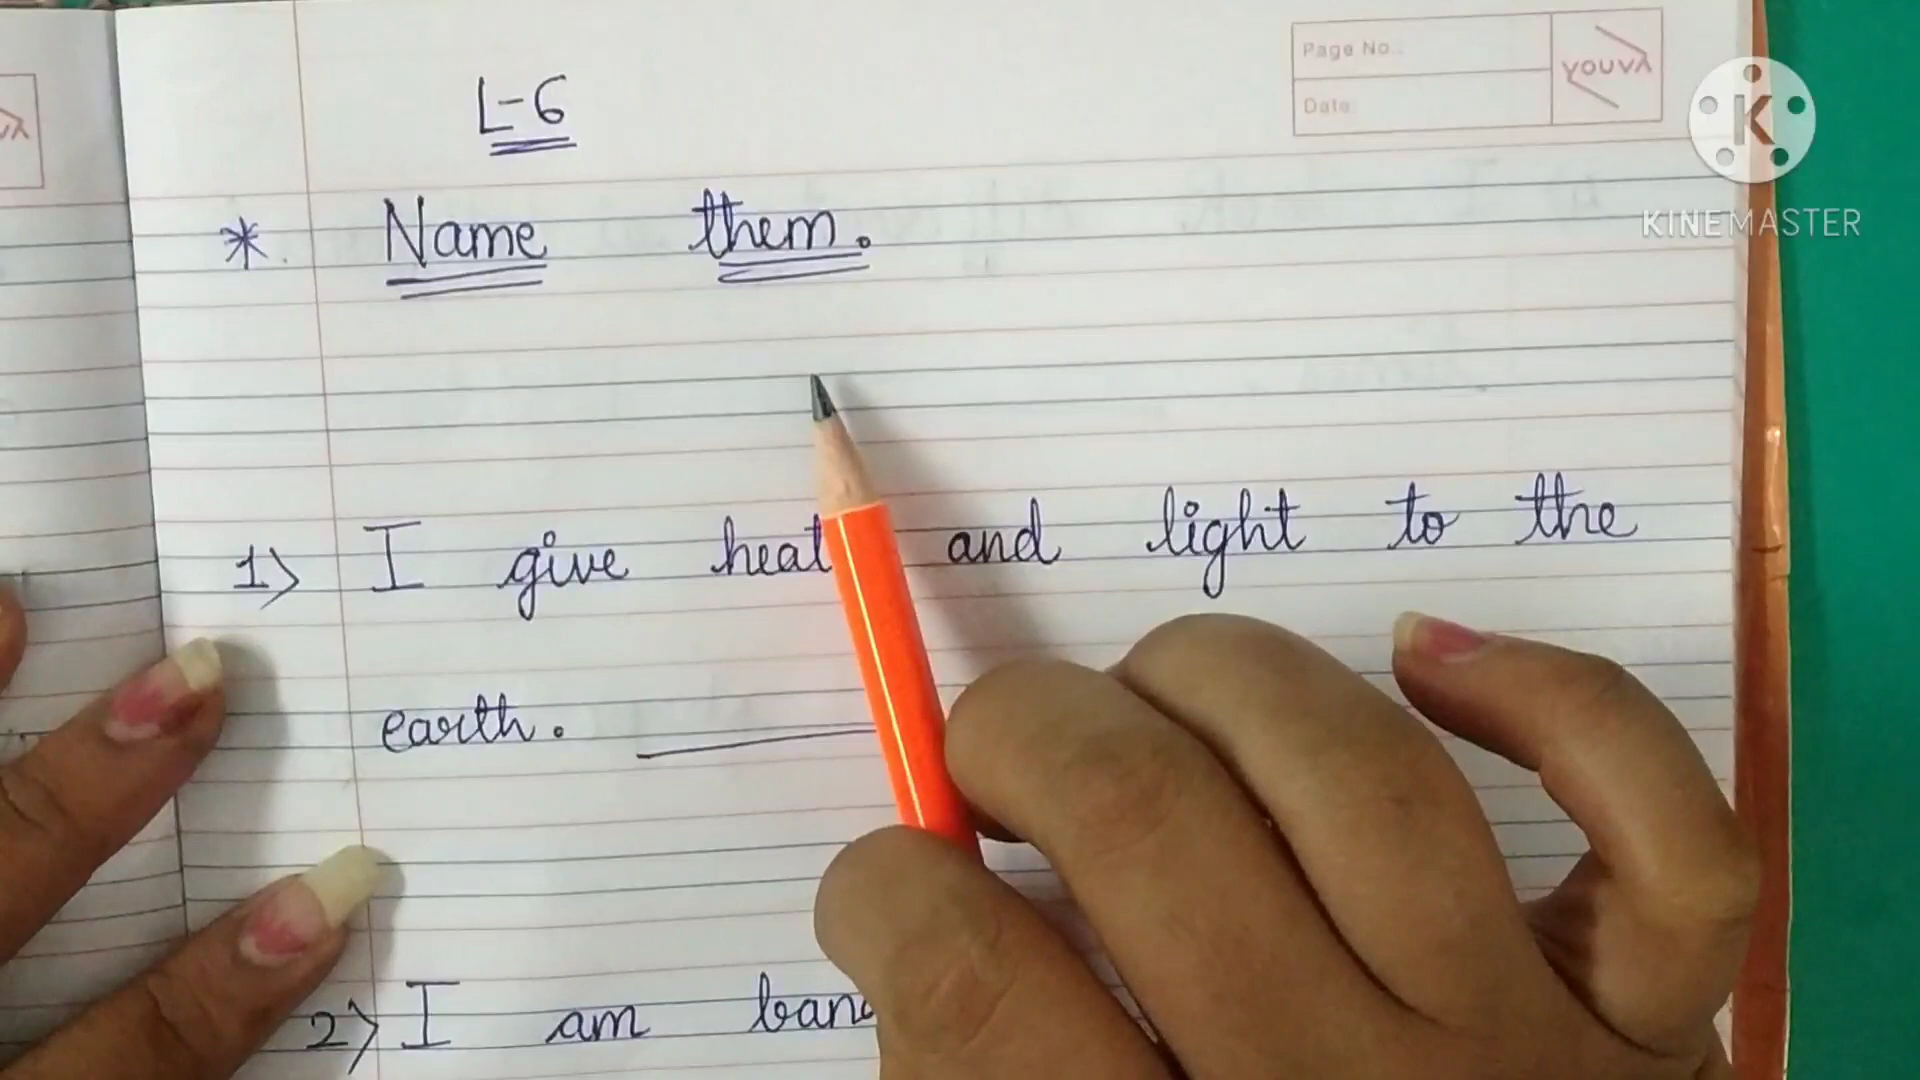 L-6
Page No.:
Date
youva
K
KINEMASTER
* Name them.
1) I give heat and light to the
earth.
2) I am